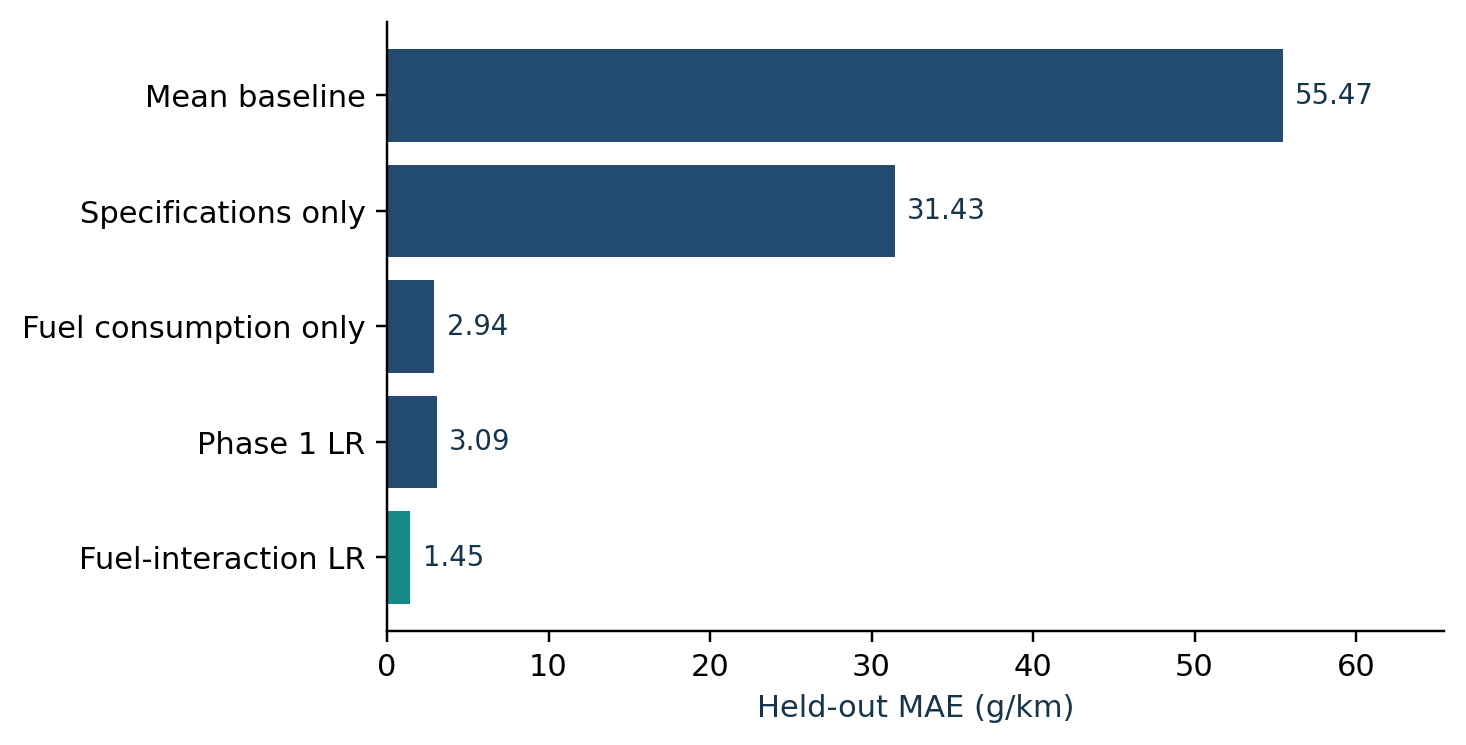 Mean baseline 55.47
Specifications only 31.43
Fuel consumption only 2.94
Phase 1 LR 3.09
Fuel-interaction LR 1.45
0 10 20 30 40 50 60
Held-out MAE (g/km)